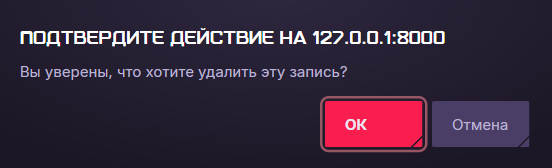 ПОДТВЕРДИТЕ ДЕЙСТВИЕ НА 127.0.0.1:8000
Вы уверены, что хотите удалить эту запись?
ОК Отмена